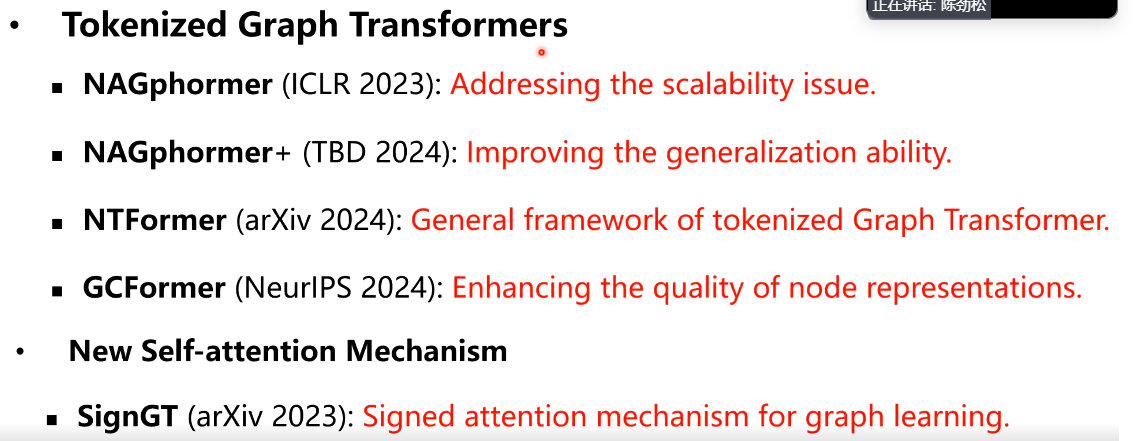 正在讲话: 陈劲松
• Tokenized Graph Transformers
▪ NAGphormer (ICLR 2023): Addressing the scalability issue.
▪ NAGphormer+ (TBD 2024): Improving the generalization ability.
▪ NTFormer (arXiv 2024): General framework of tokenized Graph Transformer.
▪ GCFormer (NeurIPS 2024): Enhancing the quality of node representations.
• New Self-attention Mechanism
▪ SignGT (arXiv 2023): Signed attention mechanism for graph learning.